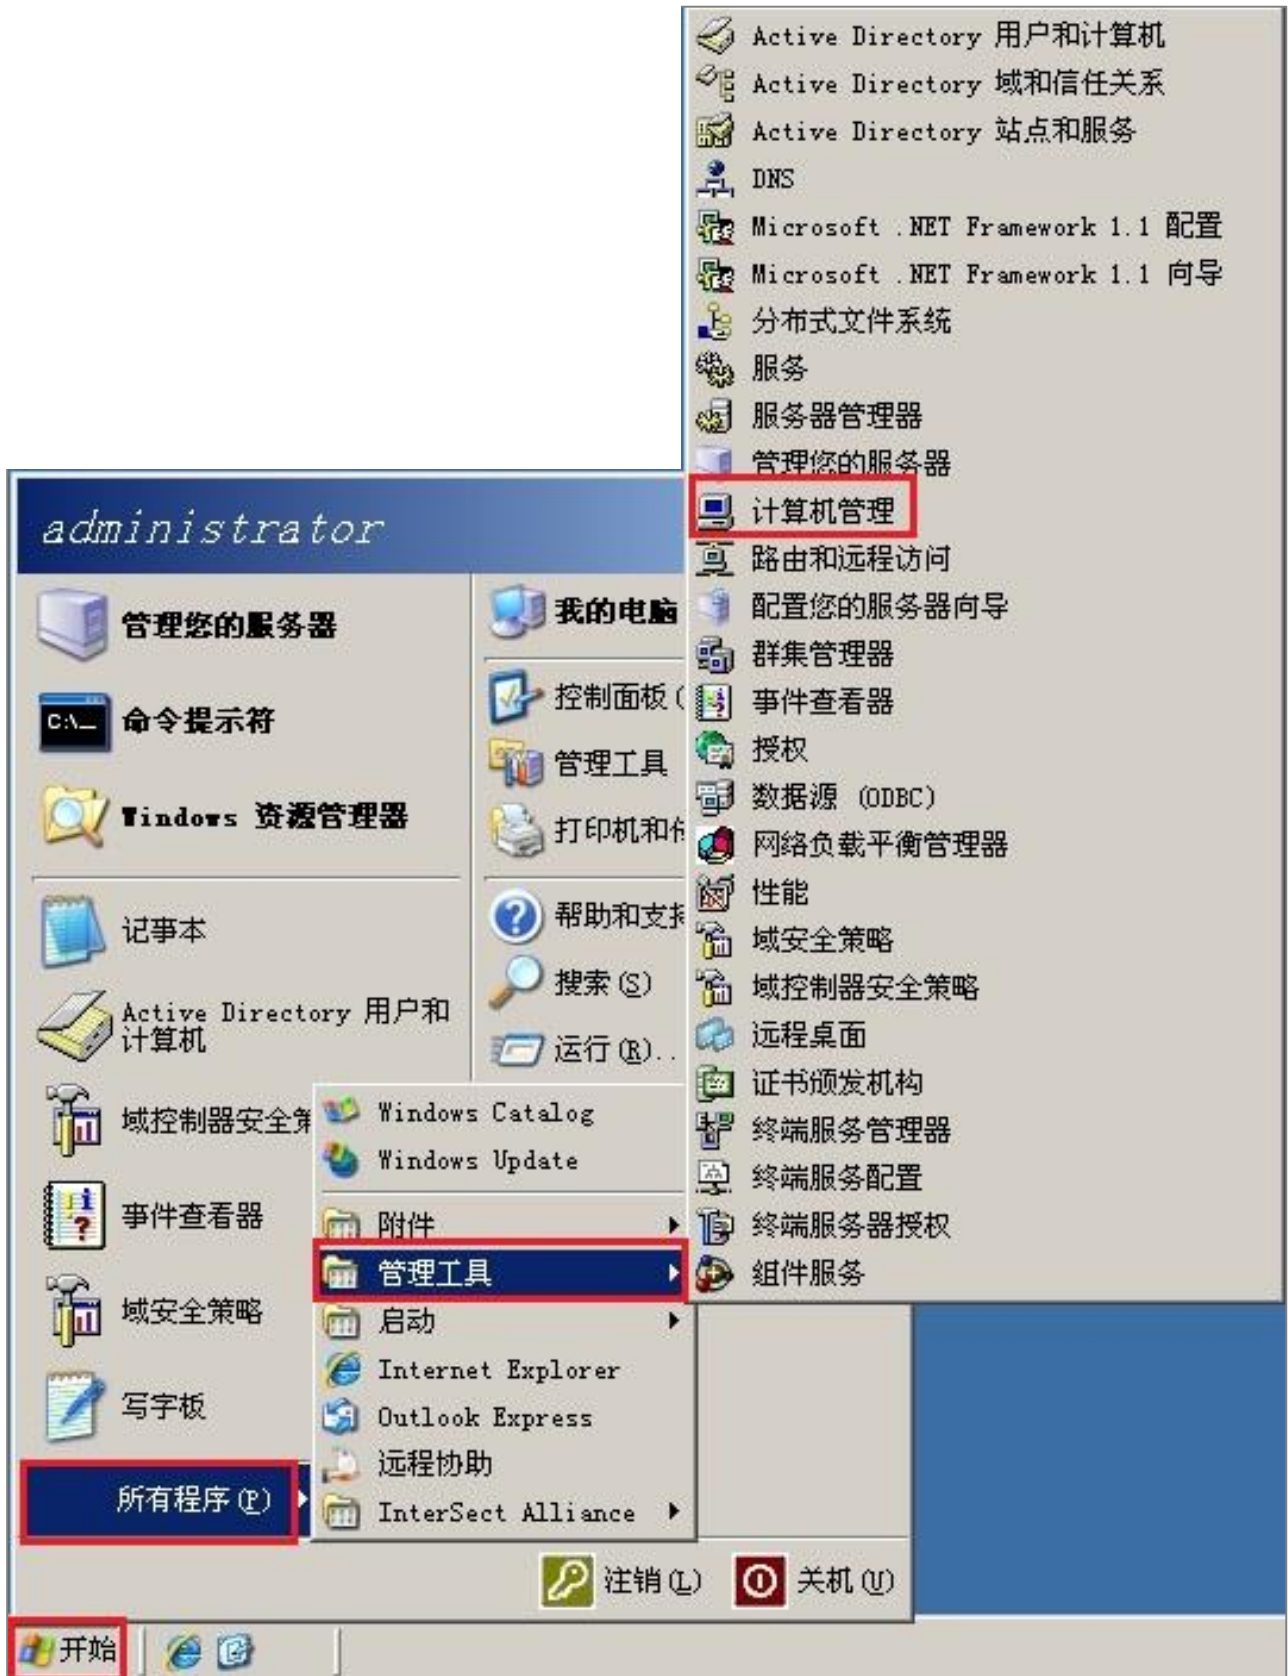 Active Directory 用户和计算机
Active Directory 域和信任关系
Active Directory 站点和服务
DNS
Microsoft .NET Framework 1.1 配置
Microsoft .NET Framework 1.1 向导
分布式文件系统
服务
服务器管理器
管理您的服务器
计算机管理
路由和远程访问
配置您的服务器向导
群集管理器
事件查看器
授权
数据源 (ODBC)
网络负载平衡管理器
性能
域安全策略
域控制器安全策略
远程桌面
证书颁发机构
终端服务管理器
终端服务配置
终端服务器授权
组件服务
administrator
管理您的服务器
C:\_
命令提示符
Windows 资源管理器
记事本
Active Directory 用户和
计算机
域控制器安全
事件查看器
域安全策略
写字板
所有程序(P)
我的电脑
控制面板(
管理工具
打印机和
帮助和支
搜索(S)
运行(R)..
Windows Catalog
Windows Update
附件
管理工具
启动
Internet Explorer
Outlook Express
远程协助
InterSect Alliance
注销(L)
关机(U)
开始